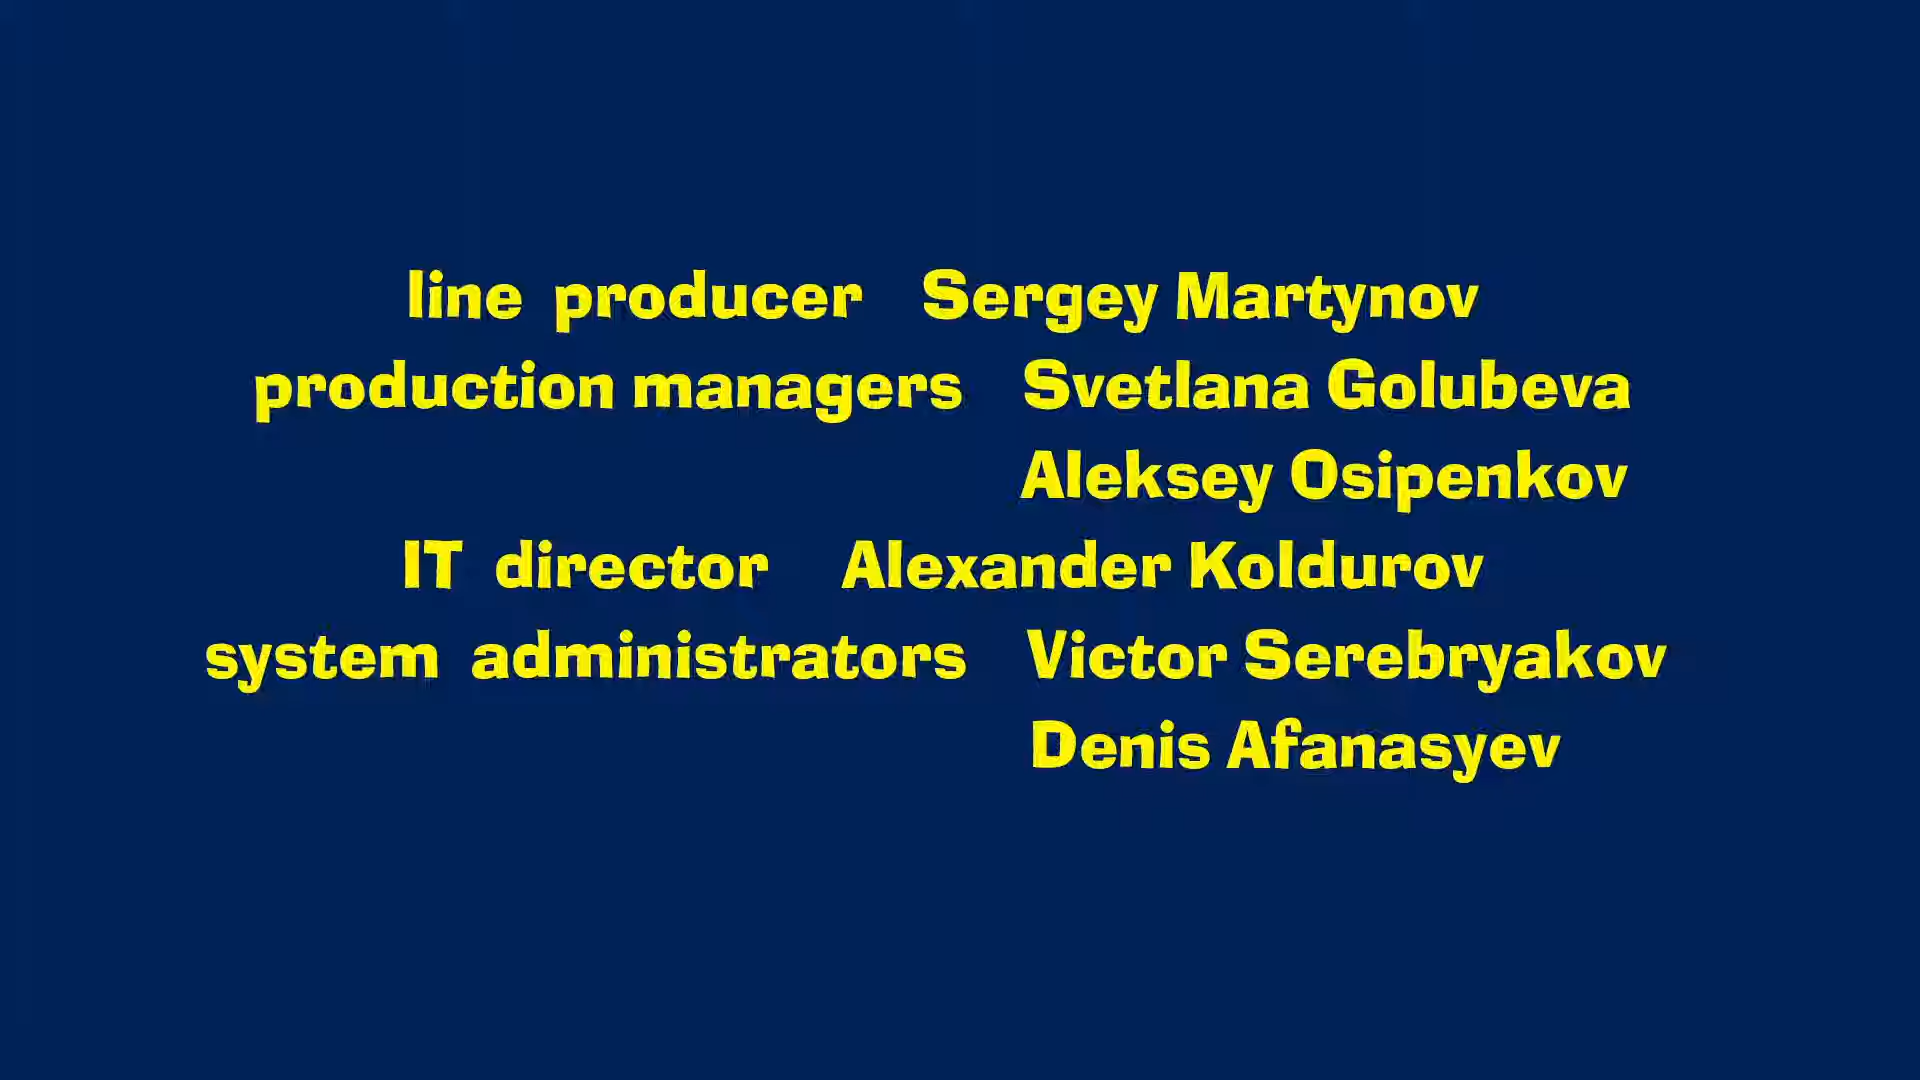 line producer Sergey Martynov
production managers Svetlana Golubeva
Aleksey Osipenkov
IT director Alexander Koldurov
system administrators Victor Serebryakov
Denis Afanasyev